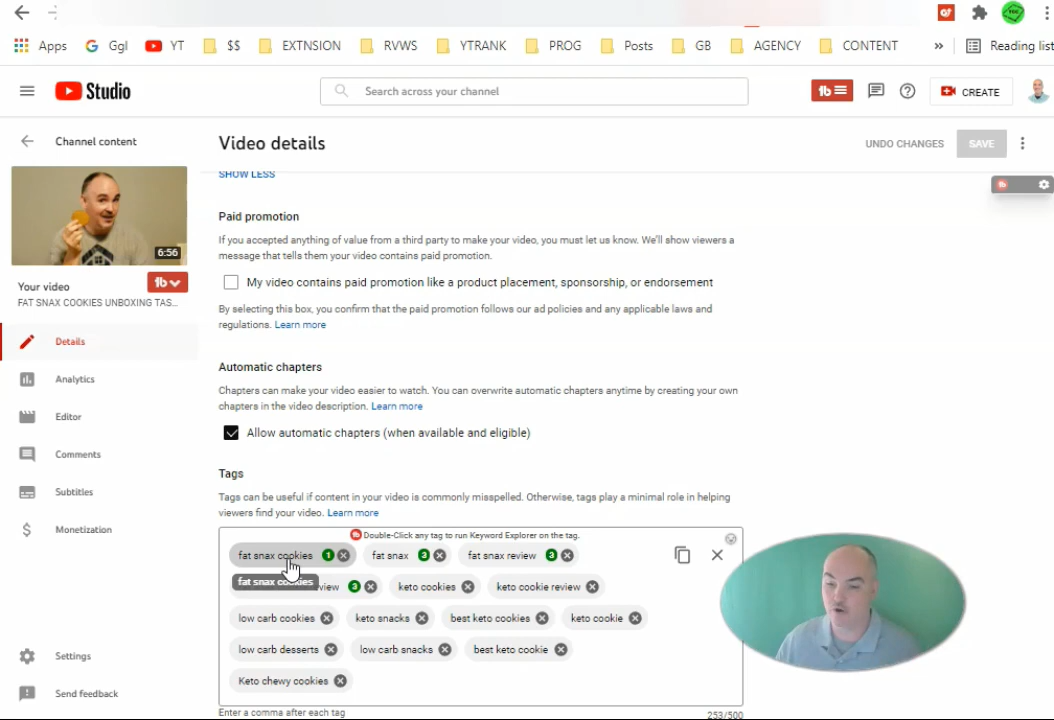 Apps Ggl YT $$ EXTNSION RVWS YTRANK PROG Posts GB AGENCY CONTENT » Reading list
Studio
Search across your channel
tb
CREATE
Channel content
Video details
UNDO CHANGES
SAVE
SHOW LESS
6:56
Your video
tb
FAT SNAX COOKIES UNBOXING TAS...
Details
Analytics
Editor
Comments
Subtitles
$ Monetization
Settings
Send feedback
Paid promotion
If you accepted anything of value from a third party to make your video, you must let us know. We'll show viewers a
message that tells them your video contains paid promotion.
My video contains paid promotion like a product placement, sponsorship, or endorsement
By selecting this box, you confirm that the paid promotion follows our ad policies and any applicable laws and
regulations. Learn more
Automatic chapters
Chapters can make your video easier to watch. You can overwrite automatic chapters anytime by creating your own
chapters in the video description. Learn more
Allow automatic chapters (when available and eligible)
Tags
Tags can be useful if content in your video is commonly misspelled. Otherwise, tags play a minimal role in helping
viewers find your video. Learn more
Double-Click any tag to run Keyword Explorer on the tag.
fat snax cookies 1 fat snax 3 fat snax review 3
fat snax cookies view 3 keto cookies keto cookie review
low carb cookies keto snacks best keto cookies keto cookie
low carb desserts low carb snacks best keto cookie
Keto chewy cookies
Enter a comma after each tag
253/500